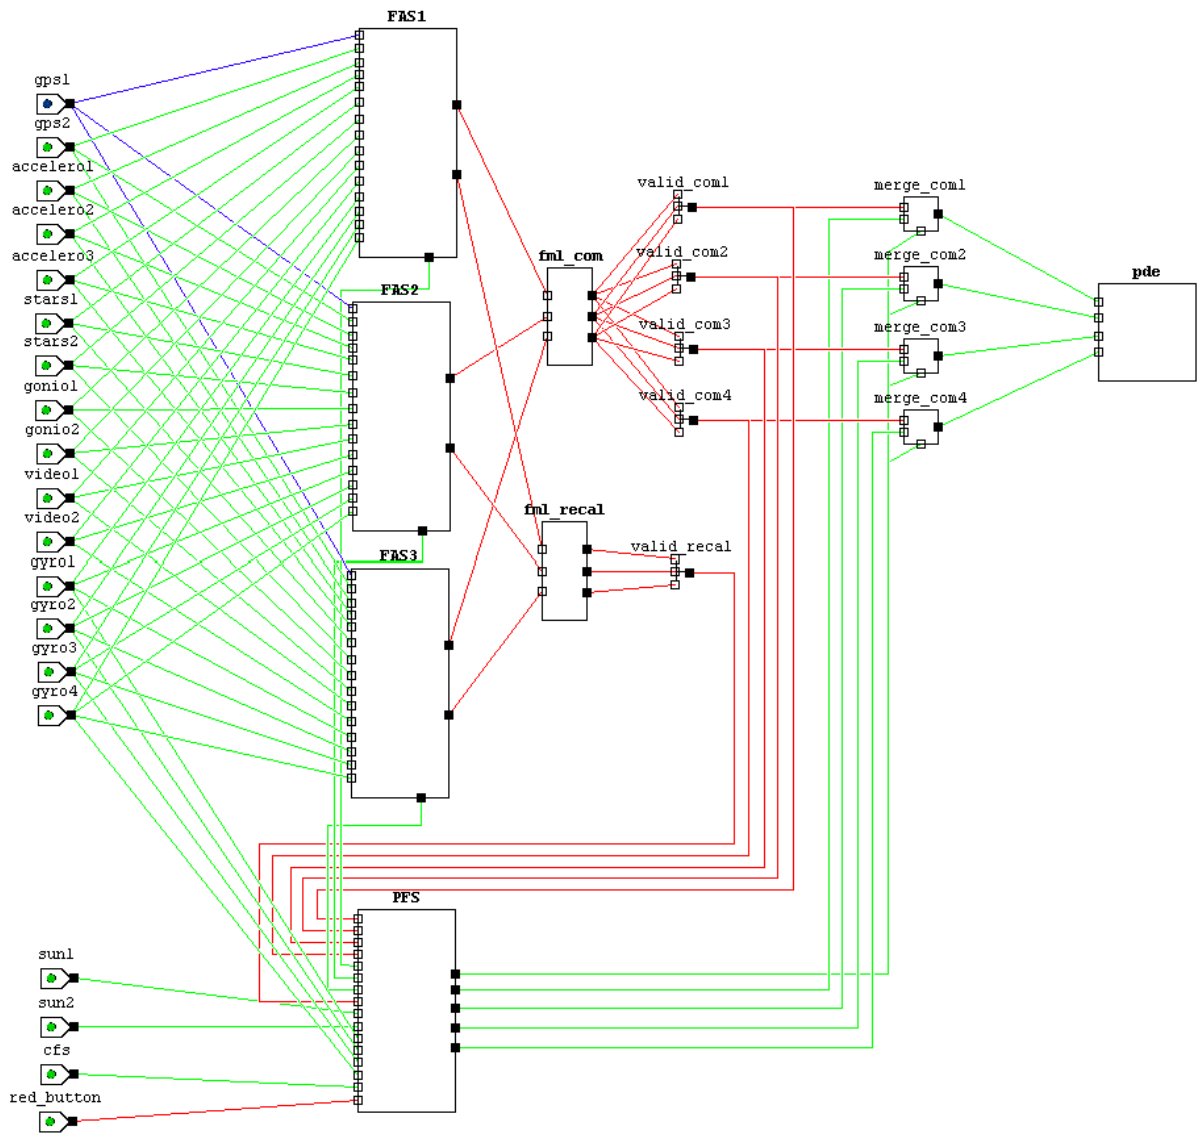 FAS1
gps1
gps2
accelero1
accelero2
accelero3
stars1
stars2
gonio1
gonio2
video1
video2
gyro1
gyro2
gyro3
gyro4
FAS2
FAS3
fml_com
fml_recal
valid_com1
valid_com2
valid_com3
valid_com4
valid_recal
merge_com1
merge_com2
merge_com3
merge_com4
pde
PFS
sun1
sun2
cfs
red_button